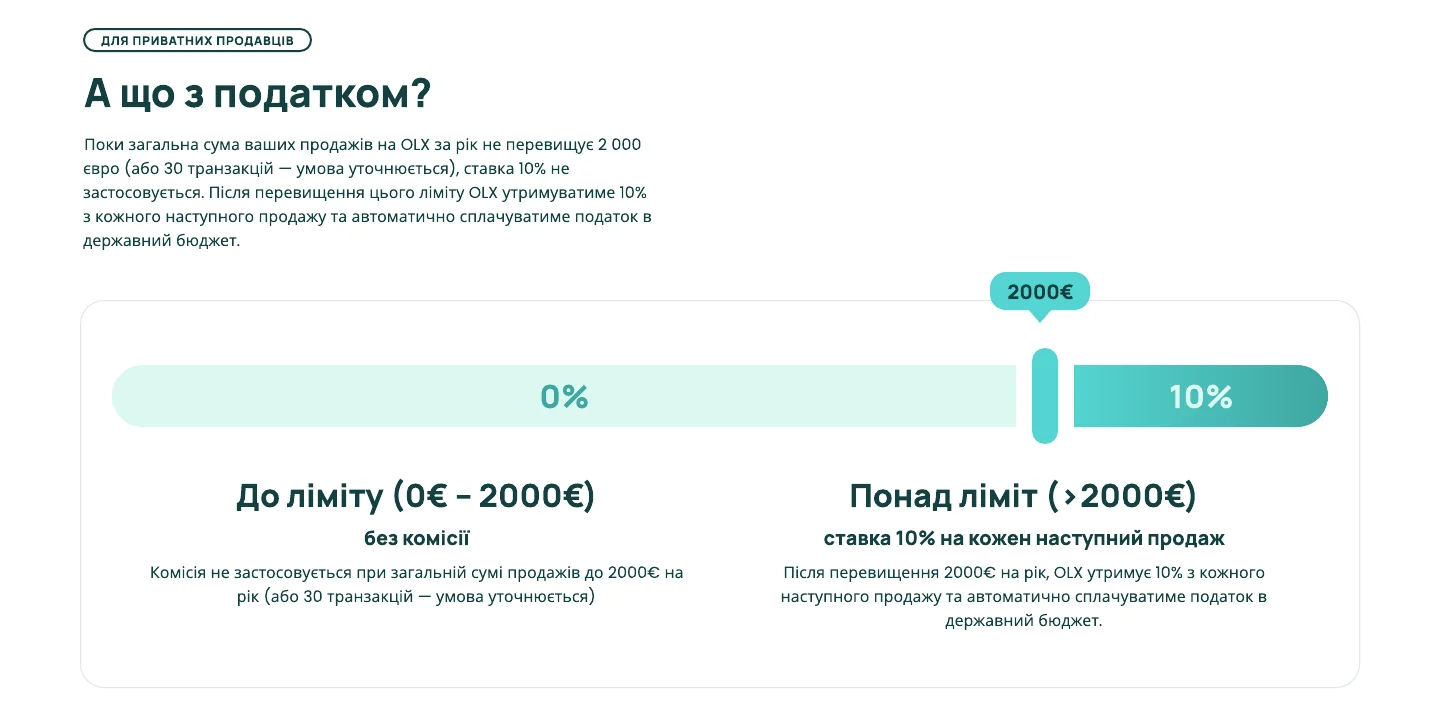 ДЛЯ ПРИВАТНИХ ПРОДАВЦІВ
А що з податком?
Поки загальна сума ваших продажів на OLX за рік не перевищує 2 000
євро (або 30 транзакцій — умова уточнюється), ставка 10% не
застосовується. Після перевищення цього ліміту OLX утримуватиме 10%
з кожного наступного продажу та автоматично сплачуватиме податок в
державний бюджет.
2000€
0%
10%
До ліміту (0€ – 2000€)
без комісії
Комісія не застосовується при загальній сумі продажів до 2000€ на
рік (або 30 транзакцій — умова уточнюється)
Понад ліміт (>2000€)
ставка 10% на кожен наступний продаж
Після перевищення 2000€ на рік, OLX утримує 10% з кожного
наступного продажу та автоматично сплачуватиме податок в
державний бюджет.